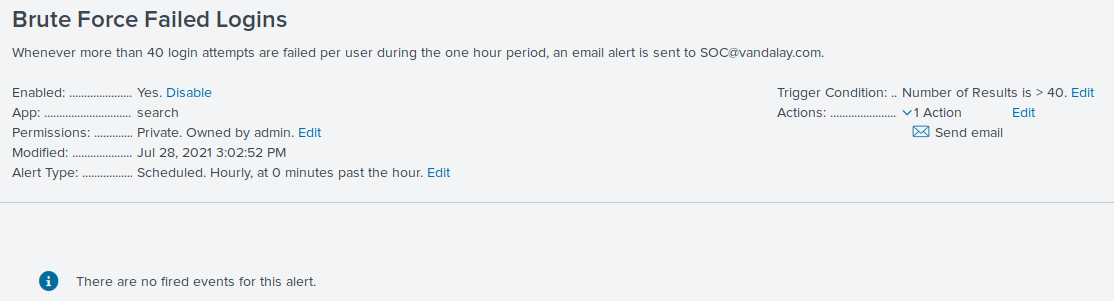 Brute Force Failed Logins
Whenever more than 40 login attempts are failed per user during the one hour period, an email alert is sent to SOC@vandalay.com.
Enabled: ..................... Yes. Disable
App: ............................. search
Permissions: ............. Private. Owned by admin. Edit
Modified: .................... Jul 28, 2021 3:02:52 PM
Alert Type: ................. Scheduled. Hourly, at 0 minutes past the hour. Edit
Trigger Condition: .. Number of Results is > 40. Edit
Actions: ...................... 1 Action Edit
Send email
There are no fired events for this alert.